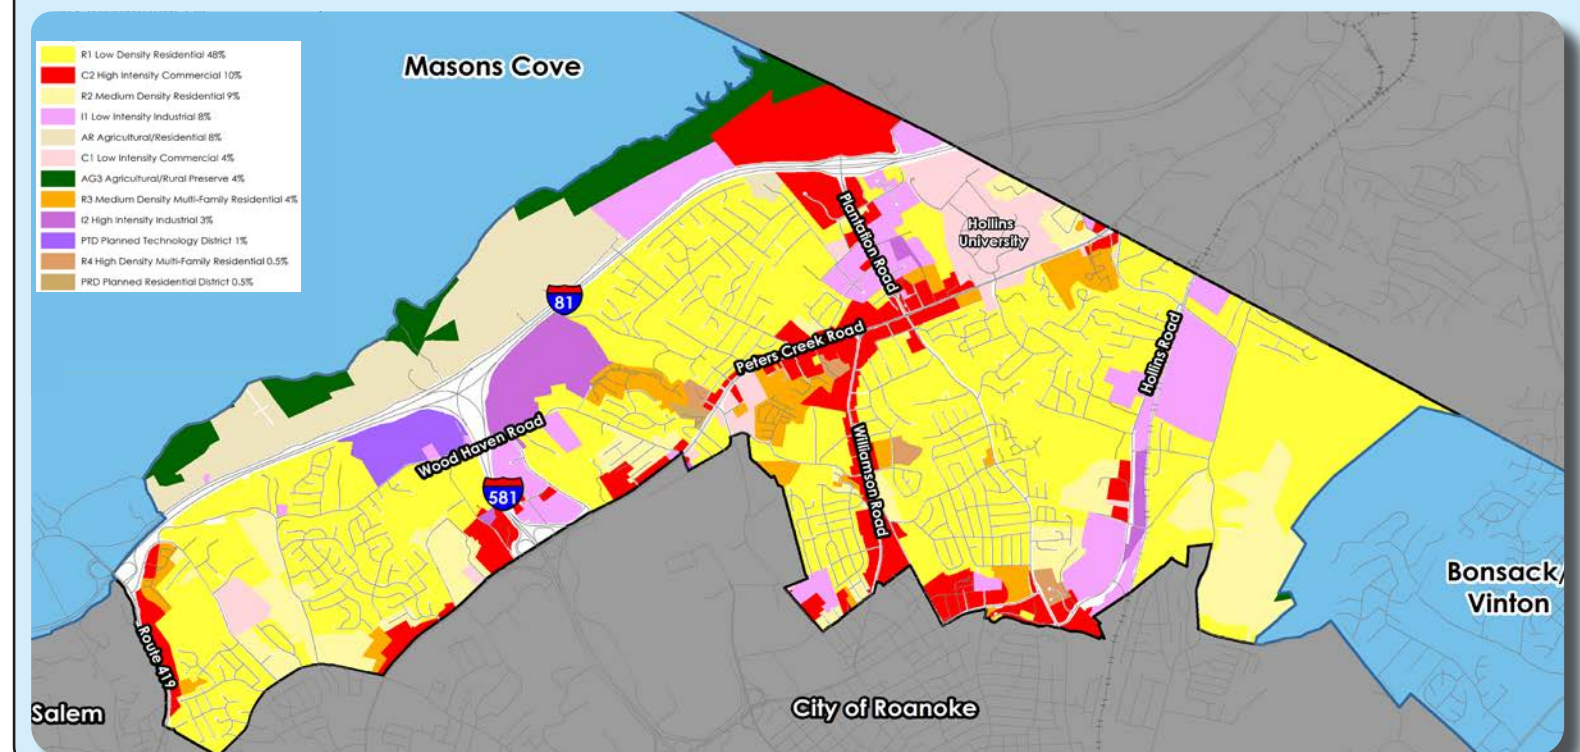 Masons Cove
R1 Low Density Residential 48%
C2 High Intensity Commercial 10%
R2 Medium Density Residential 9%
I1 Low Intensity Industrial 8%
AR Agricultural/Residential 8%
C1 Low Intensity Commercial 4%
AG3 Agricultural/Rural Preserve 4%
R3 Medium Density Multi-Family Residential 4%
I2 High Intensity Industrial 3%
PTD Planned Technology District 1%
R4 High Density Multi-Family Residential 0.5%
PRD Planned Residential District 0.5%
Plantation Road
Hollins
University
81
Peters Creek Road
Hollins Road
Wood Haven Road
Williamson Road
581
Bonsack/
Vinton
Route 419
Salem
City of Roanoke